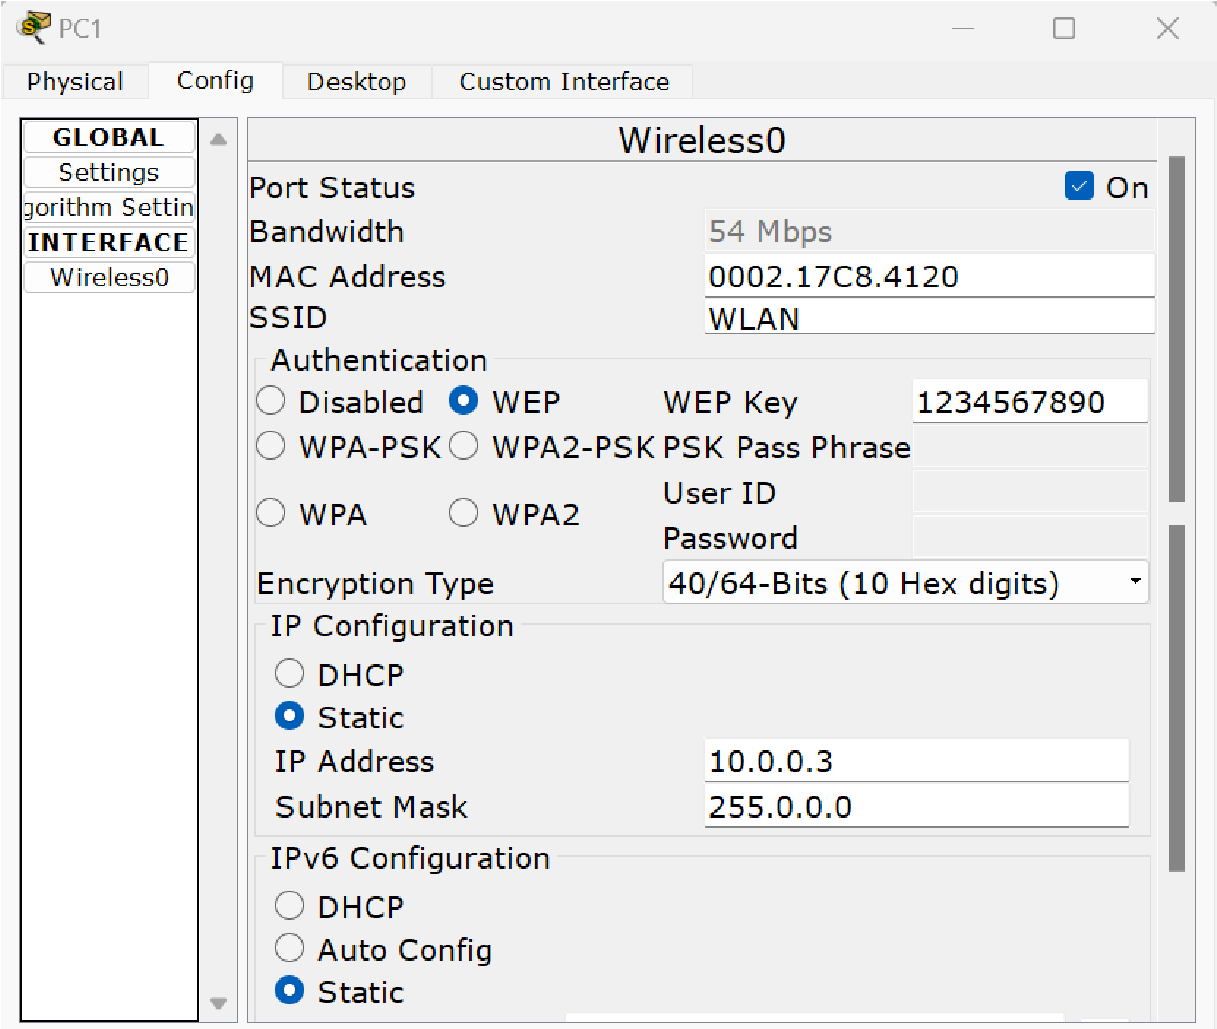 PC1
Physical Config Desktop Custom Interface
GLOBAL
Settings
gorithm Settin
INTERFACE
Wireless0
Wireless0
Port Status On
Bandwidth 54 Mbps
MAC Address 0002.17C8.4120
SSID WLAN
Authentication
Disabled WEP WEP Key 1234567890
WPA-PSK WPA2-PSK PSK Pass Phrase
User ID
WPA WPA2
Password
Encryption Type 40/64-Bits (10 Hex digits)
IP Configuration
DHCP
Static
IP Address 10.0.0.3
Subnet Mask 255.0.0.0
IPv6 Configuration
DHCP
Auto Config
Static